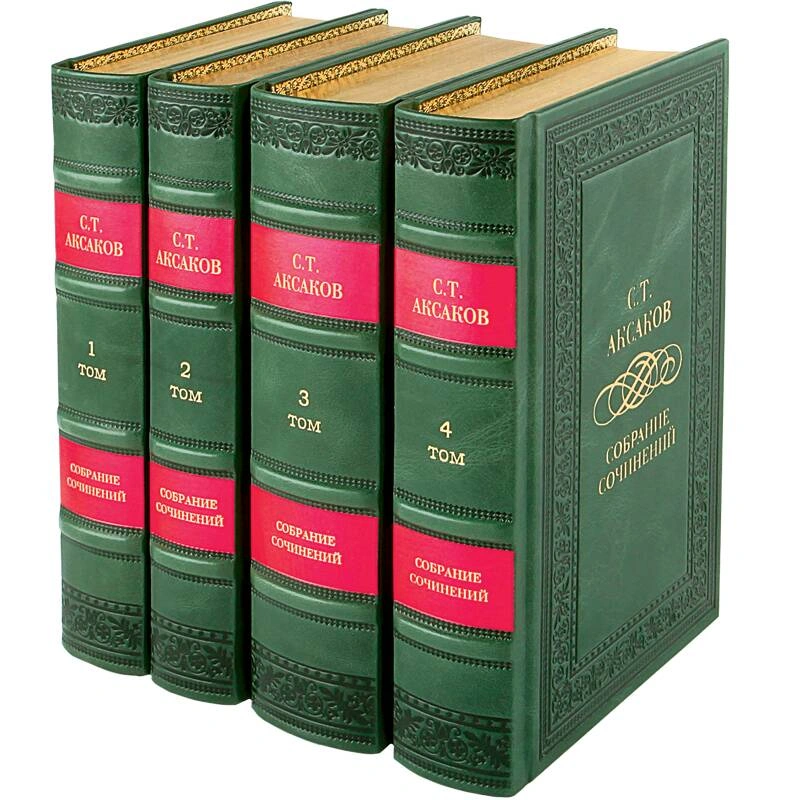 С.Т.
АКСАКОВ
1
ТОМ
СОБРАНИЕ
СОЧИНЕНИЙ
С.Т.
АКСАКОВ
2
ТОМ
СОБРАНИЕ
СОЧИНЕНИЙ
С.Т.
АКСАКОВ
3
ТОМ
СОБРАНИЕ
СОЧИНЕНИЙ
С.Т.
АКСАКОВ
4
ТОМ
СОБРАНИЕ
СОЧИНЕНИЙ
С.Т.
АКСАКОВ
СОБРАНИЕ
СОЧИНЕНИЙ